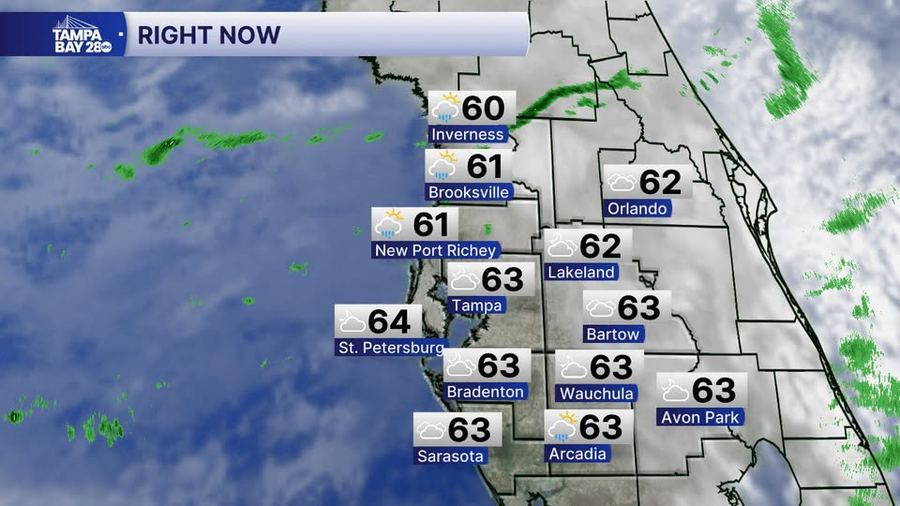 TAMPA
BAY 28 abc
RIGHT NOW
60
Inverness
61
Brooksville
62
Orlando
61
New Port Richey
62
Lakeland
63
Tampa
63
Bartow
64
St. Petersburg
63
Bradenton
63
Wauchula
63
Avon Park
63
Sarasota
63
Arcadia